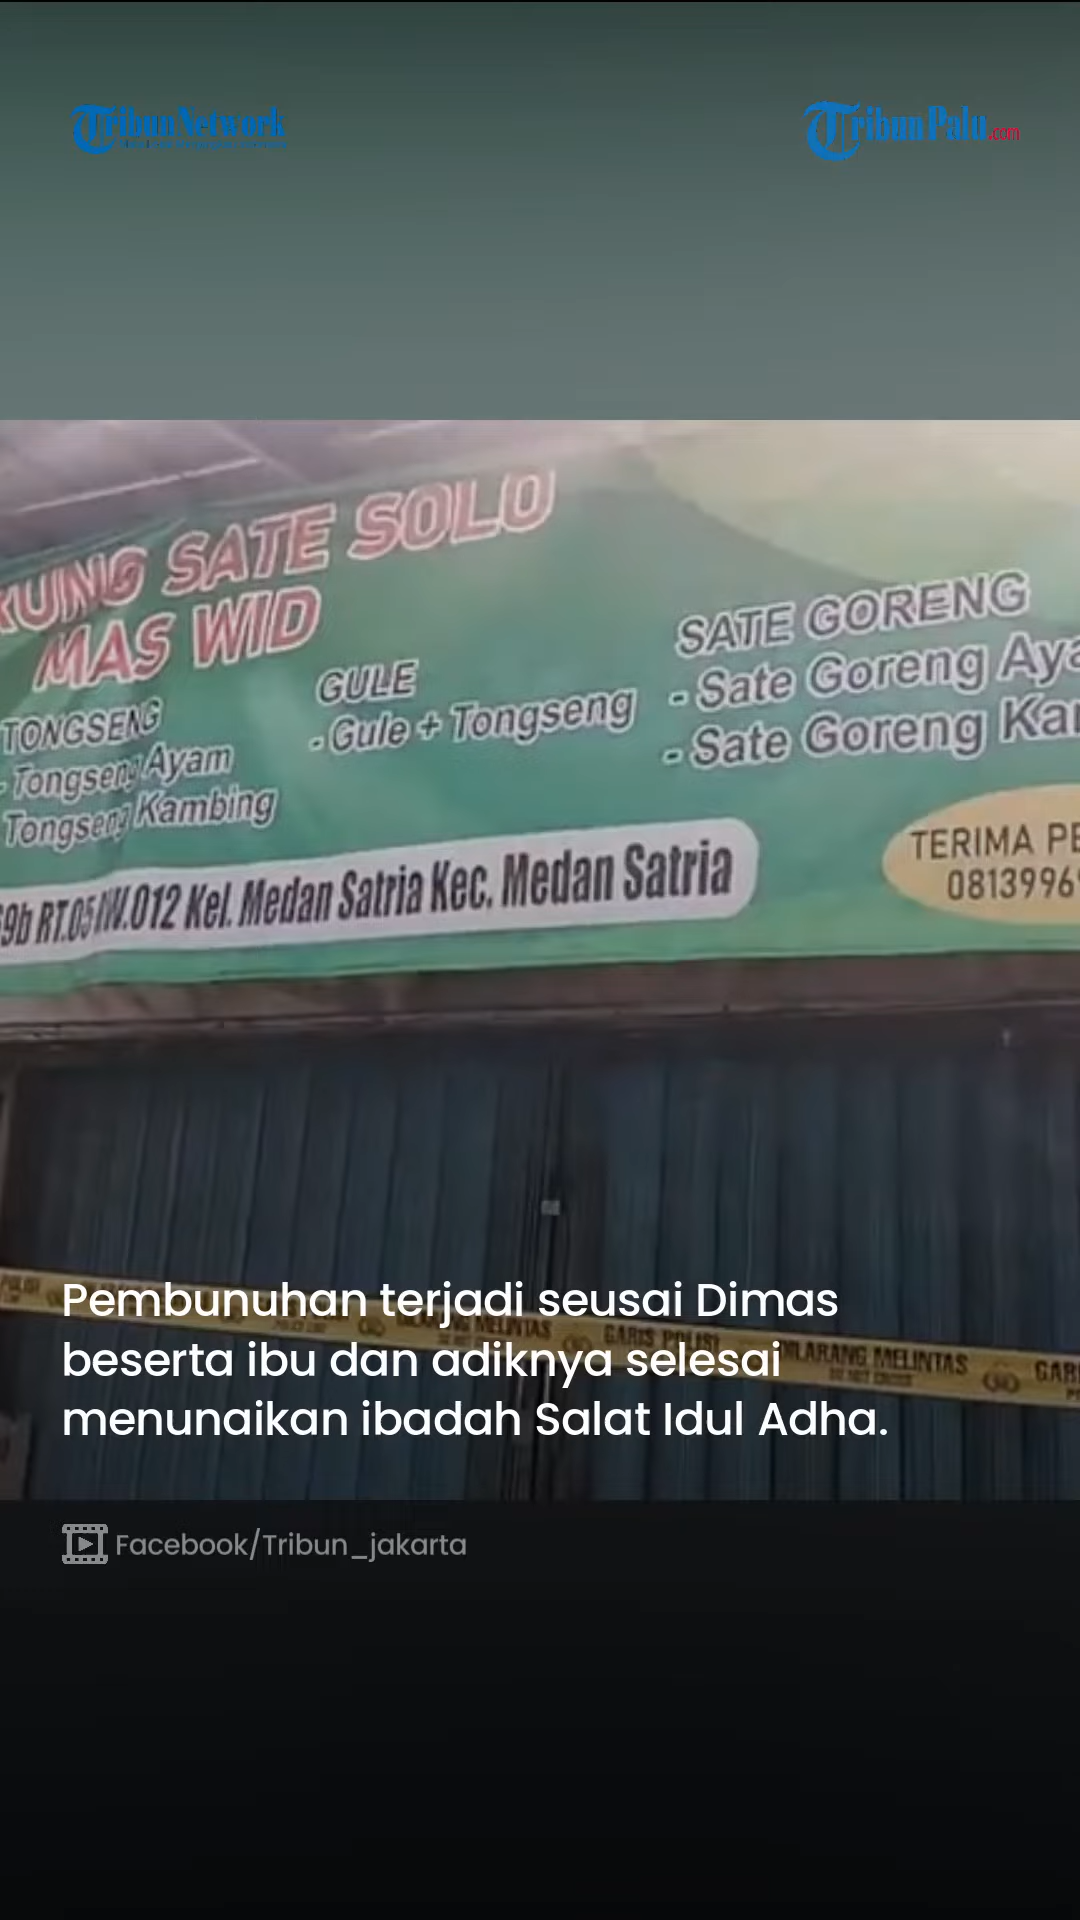 TribunNetwork
TribunPalu.com
SATE SOLO
MAS WID
TONGSENG
- Tongseng Ayam
Tongseng Kambing
GULE
- Gule + Tongseng
SATE GORENG
- Sate Goreng
- Sate Goreng
RT.05 Kel. Medan Satria Kec. Medan Satria
TERIMA
0813996
Pembunuhan terjadi seusai Dimas
beserta ibu dan adiknya selesai
menunaikan ibadah Salat Idul Adha.
GARIS POLISI
MELINTAS
DILARANG MELINTAS
Facebook/Tribun_jakarta